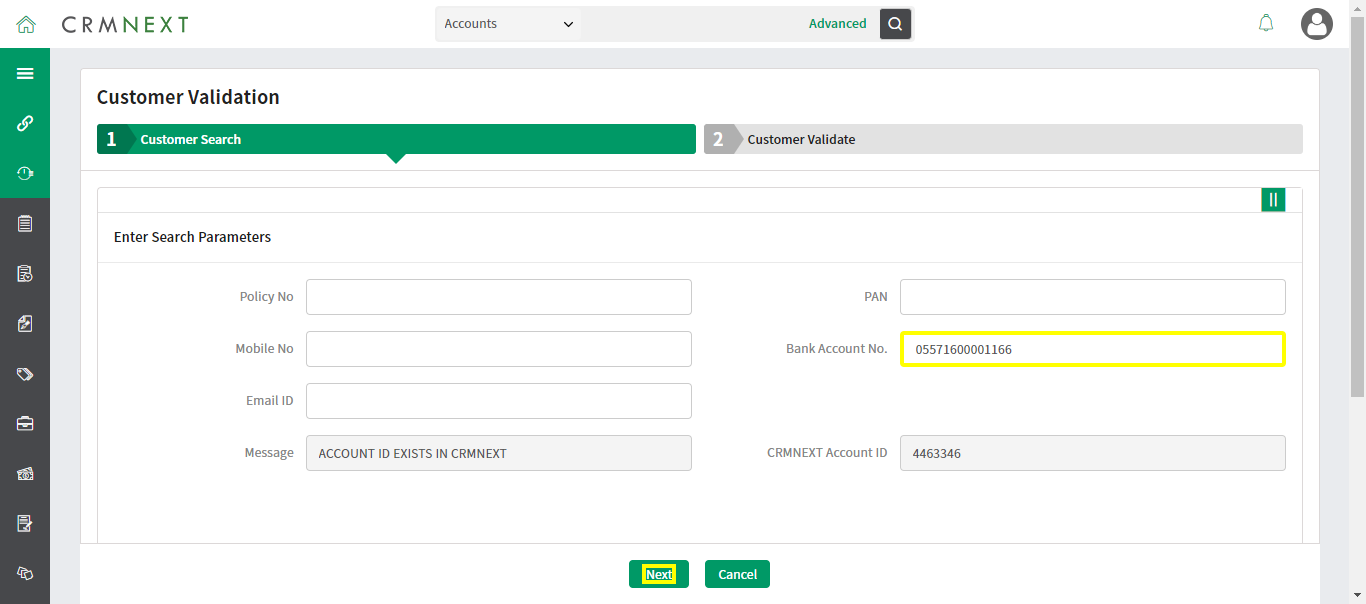 CRMNEXT
Accounts
Advanced
Customer Validation
1 Customer Search
2 Customer Validate
Enter Search Parameters
Policy No
PAN
Mobile No
Bank Account No. 05571600001166
Email ID
Message ACCOUNT ID EXISTS IN CRMNEXT
CRMNEXT Account ID 4463346
Next
Cancel